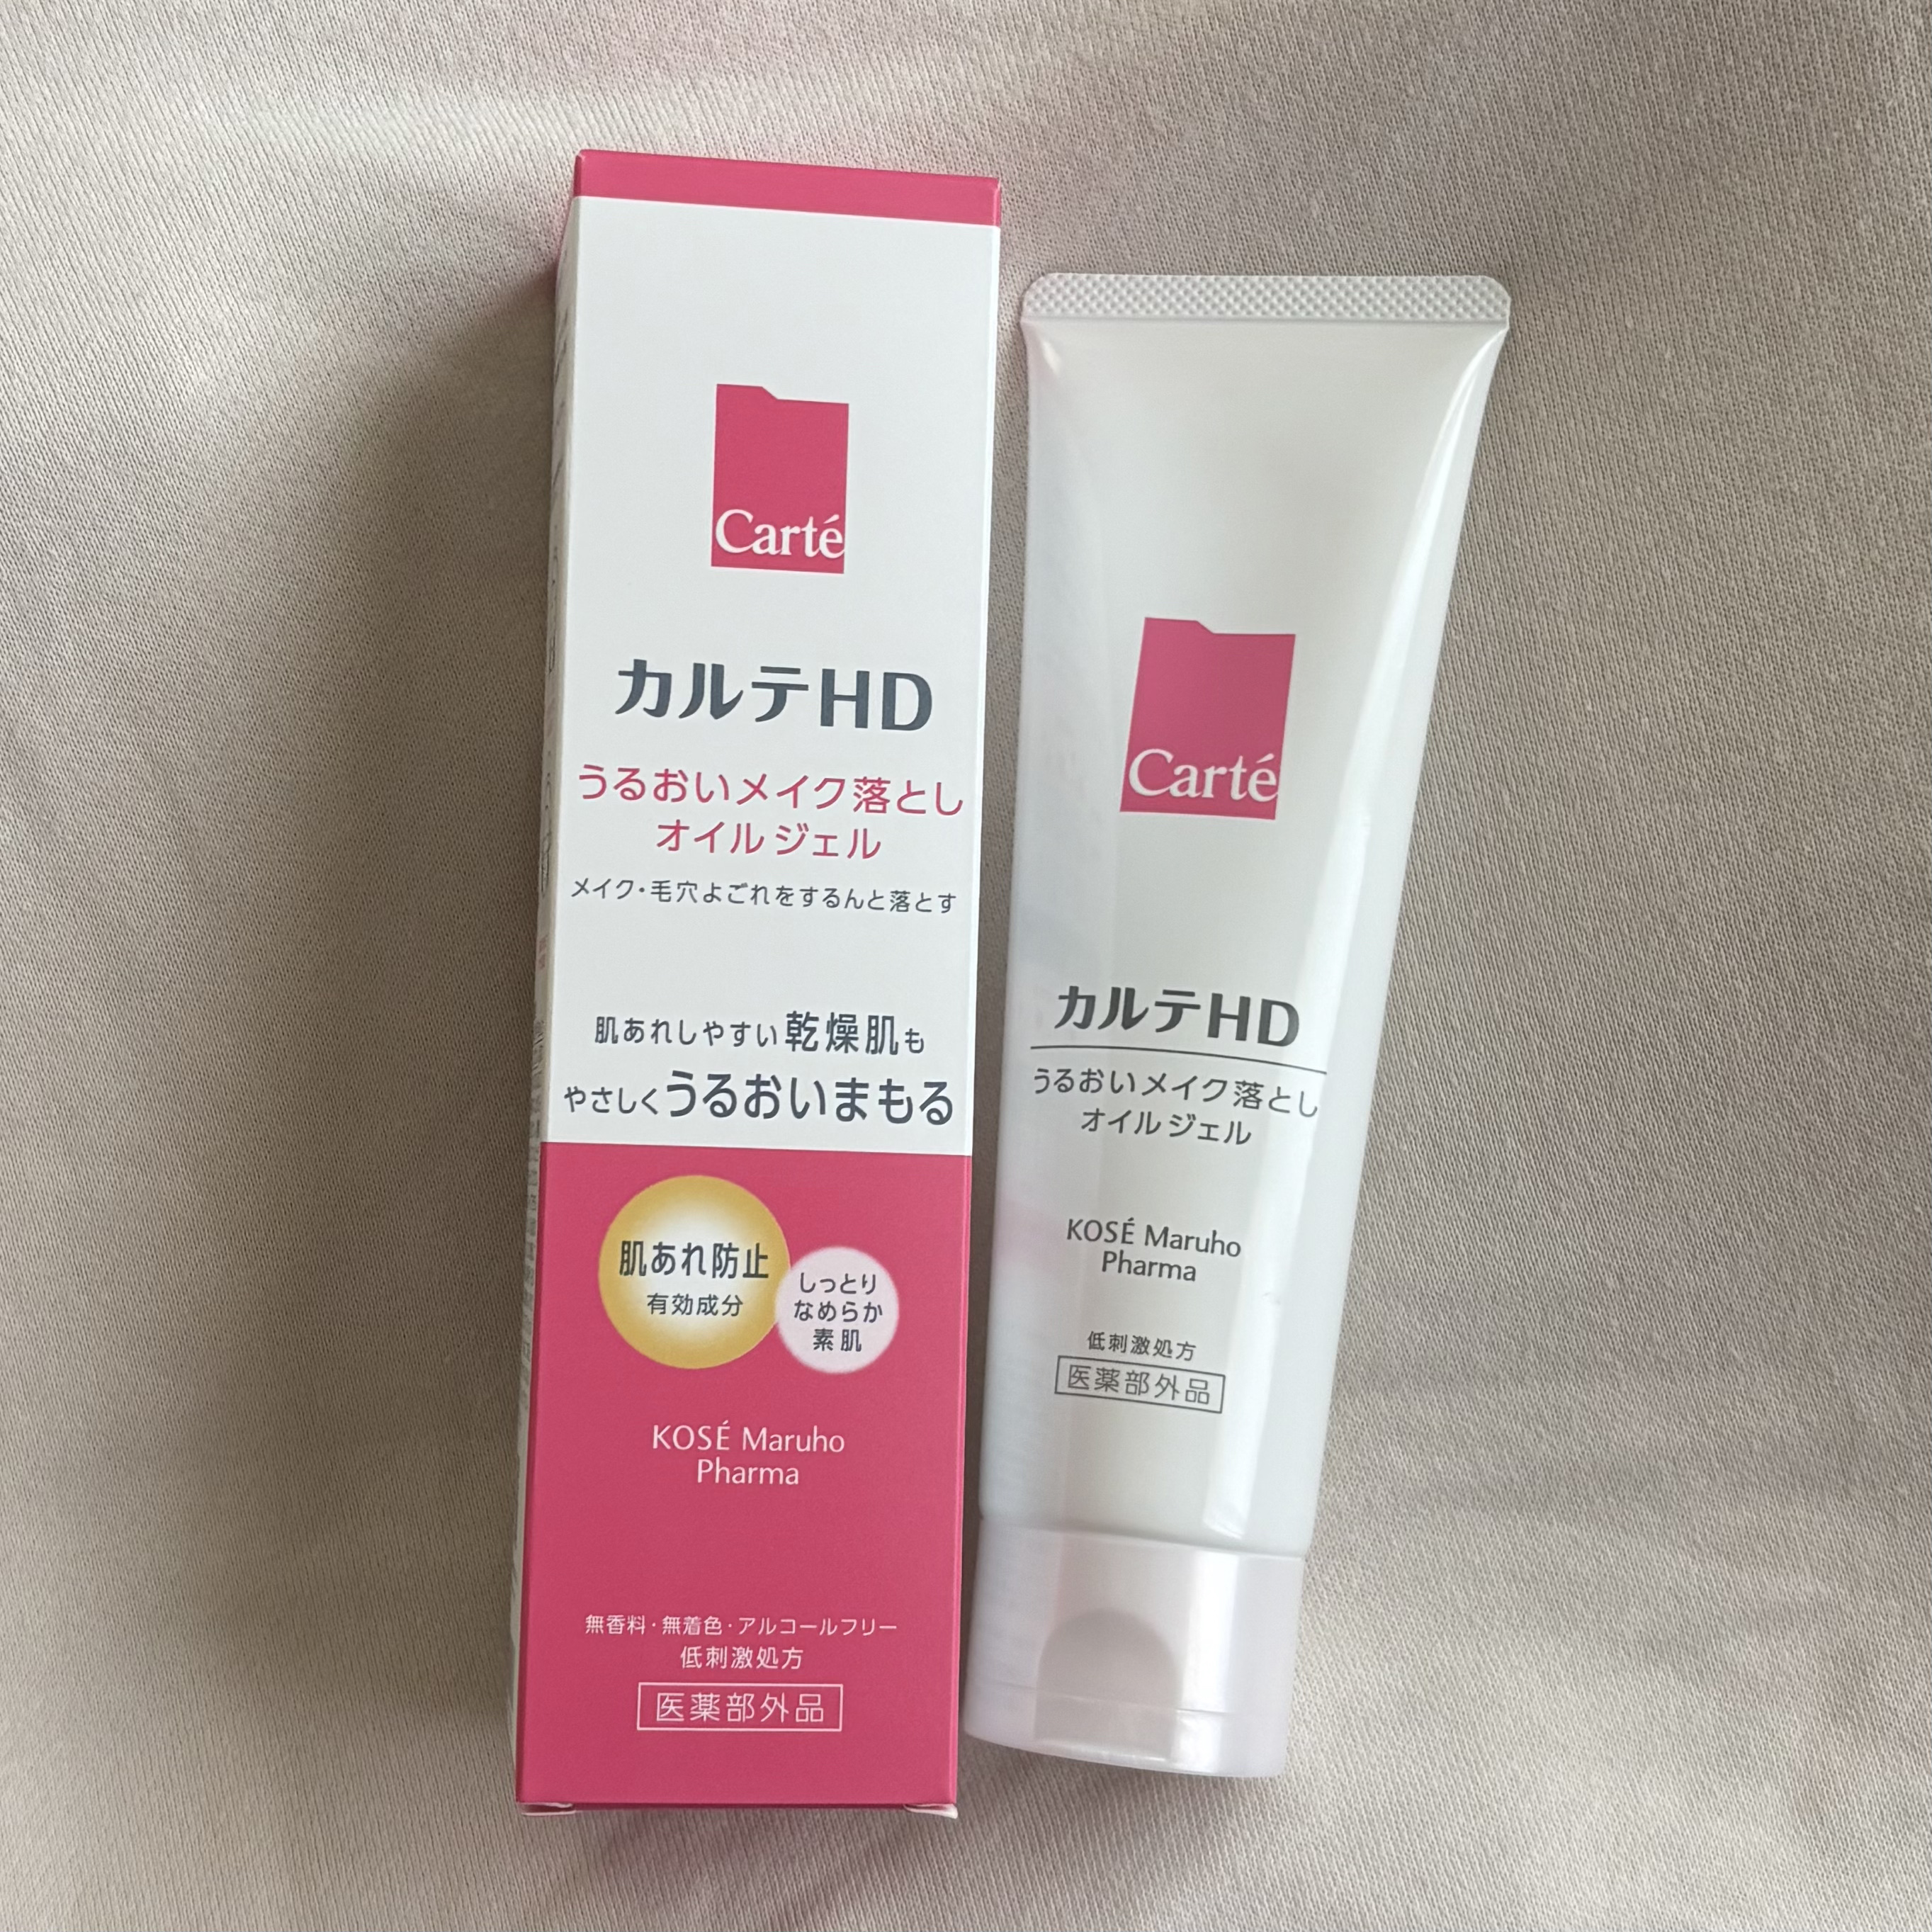 Carté
カルテHD
うるおいメイク落とし
オイルジェル
メイク・毛穴よごれをするんと落とす
肌あれしやすい乾燥肌も
やさしくうるおいまもる
肌あれ防止
有効成分
しっとり
なめらか
素肌
KOSÉ Maruho
Pharma
無香料・無着色・アルコールフリー
低刺激処方
医薬部外品
Carté
カルテHD
うるおいメイク落とし
オイルジェル
KOSÉ Maruho
Pharma
低刺激処方
医薬部外品